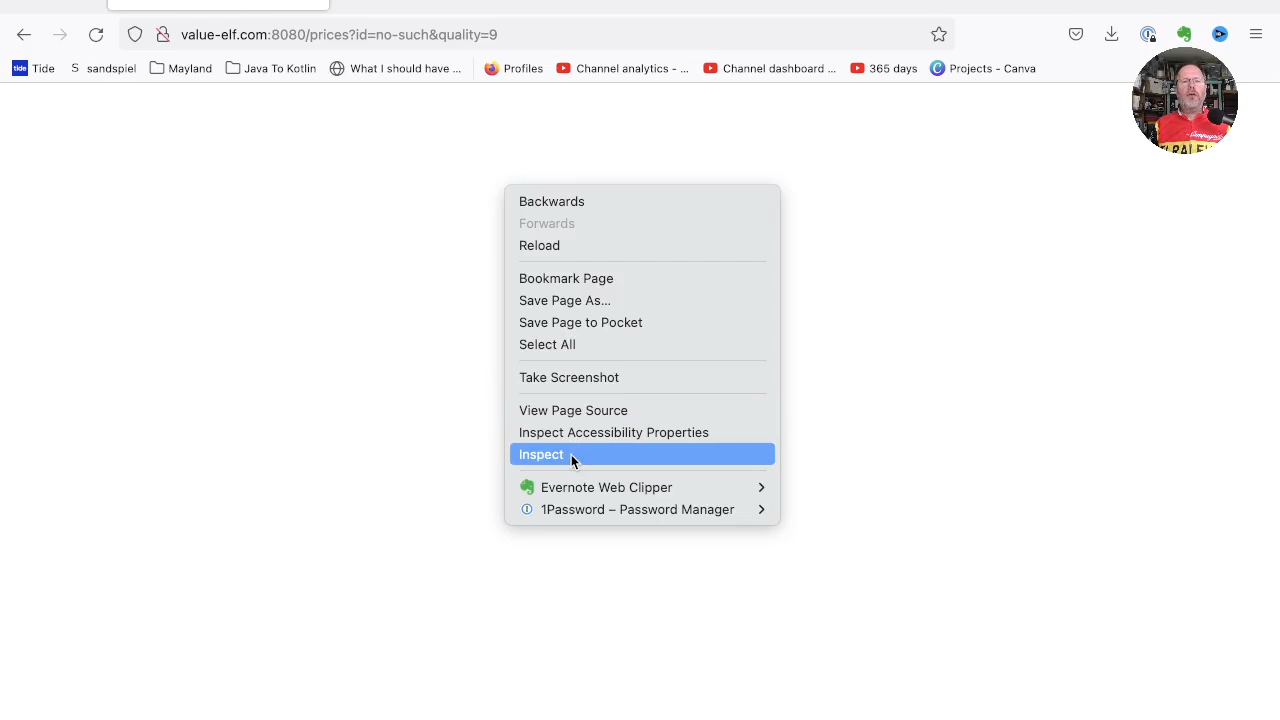 value-elf.com:8080/prices?id=no-such&quality=9
tide Tide S sandspiel Mayland Java To Kotlin What I should have ... Profiles Channel analytics - ... Channel dashboard ... 365 days Projects - Canva
Backwards
Forwards
Reload
Bookmark Page
Save Page As...
Save Page to Pocket
Select All
Take Screenshot
View Page Source
Inspect Accessibility Properties
Inspect
Evernote Web Clipper
1Password – Password Manager